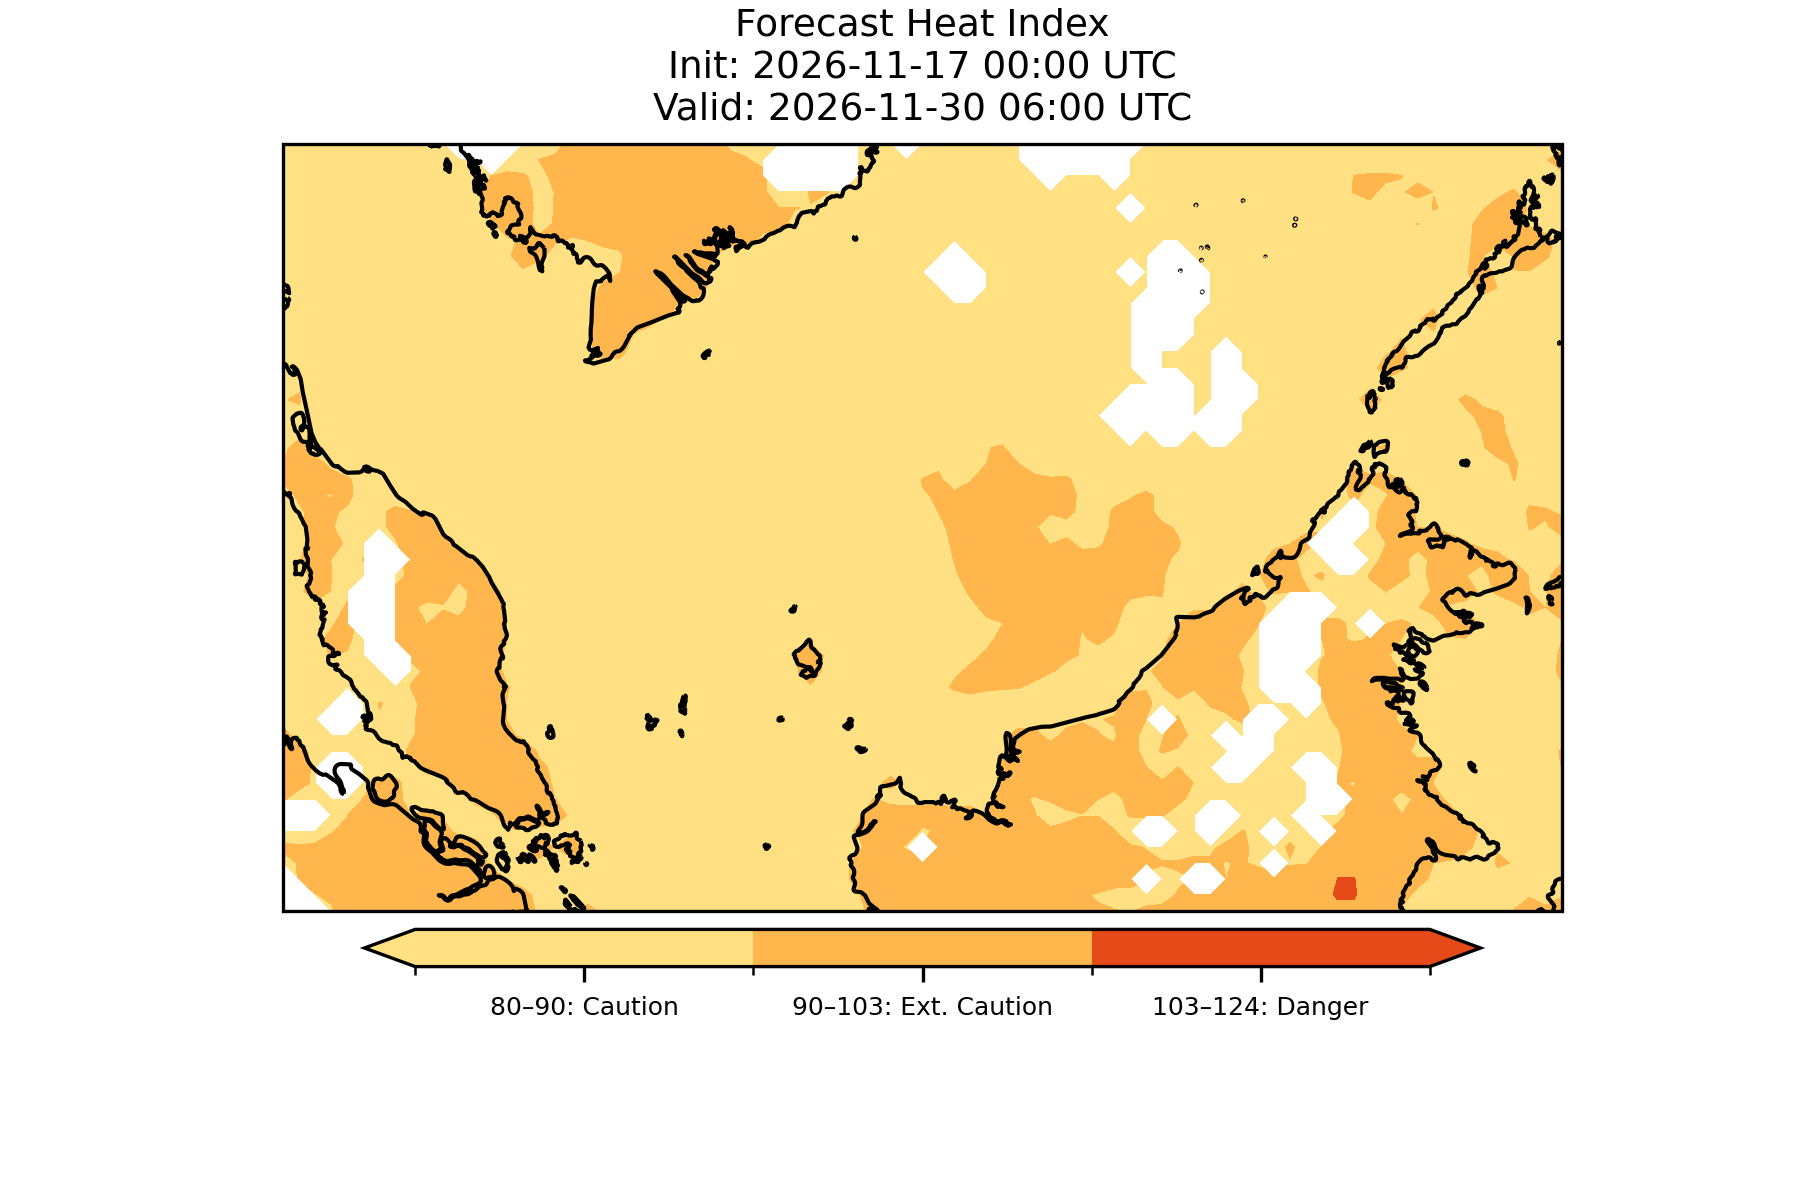 Forecast Heat Index
Init: 2026-11-17 00:00 UTC
Valid: 2026-11-30 06:00 UTC
80–90: Caution
90–103: Ext. Caution
103–124: Danger